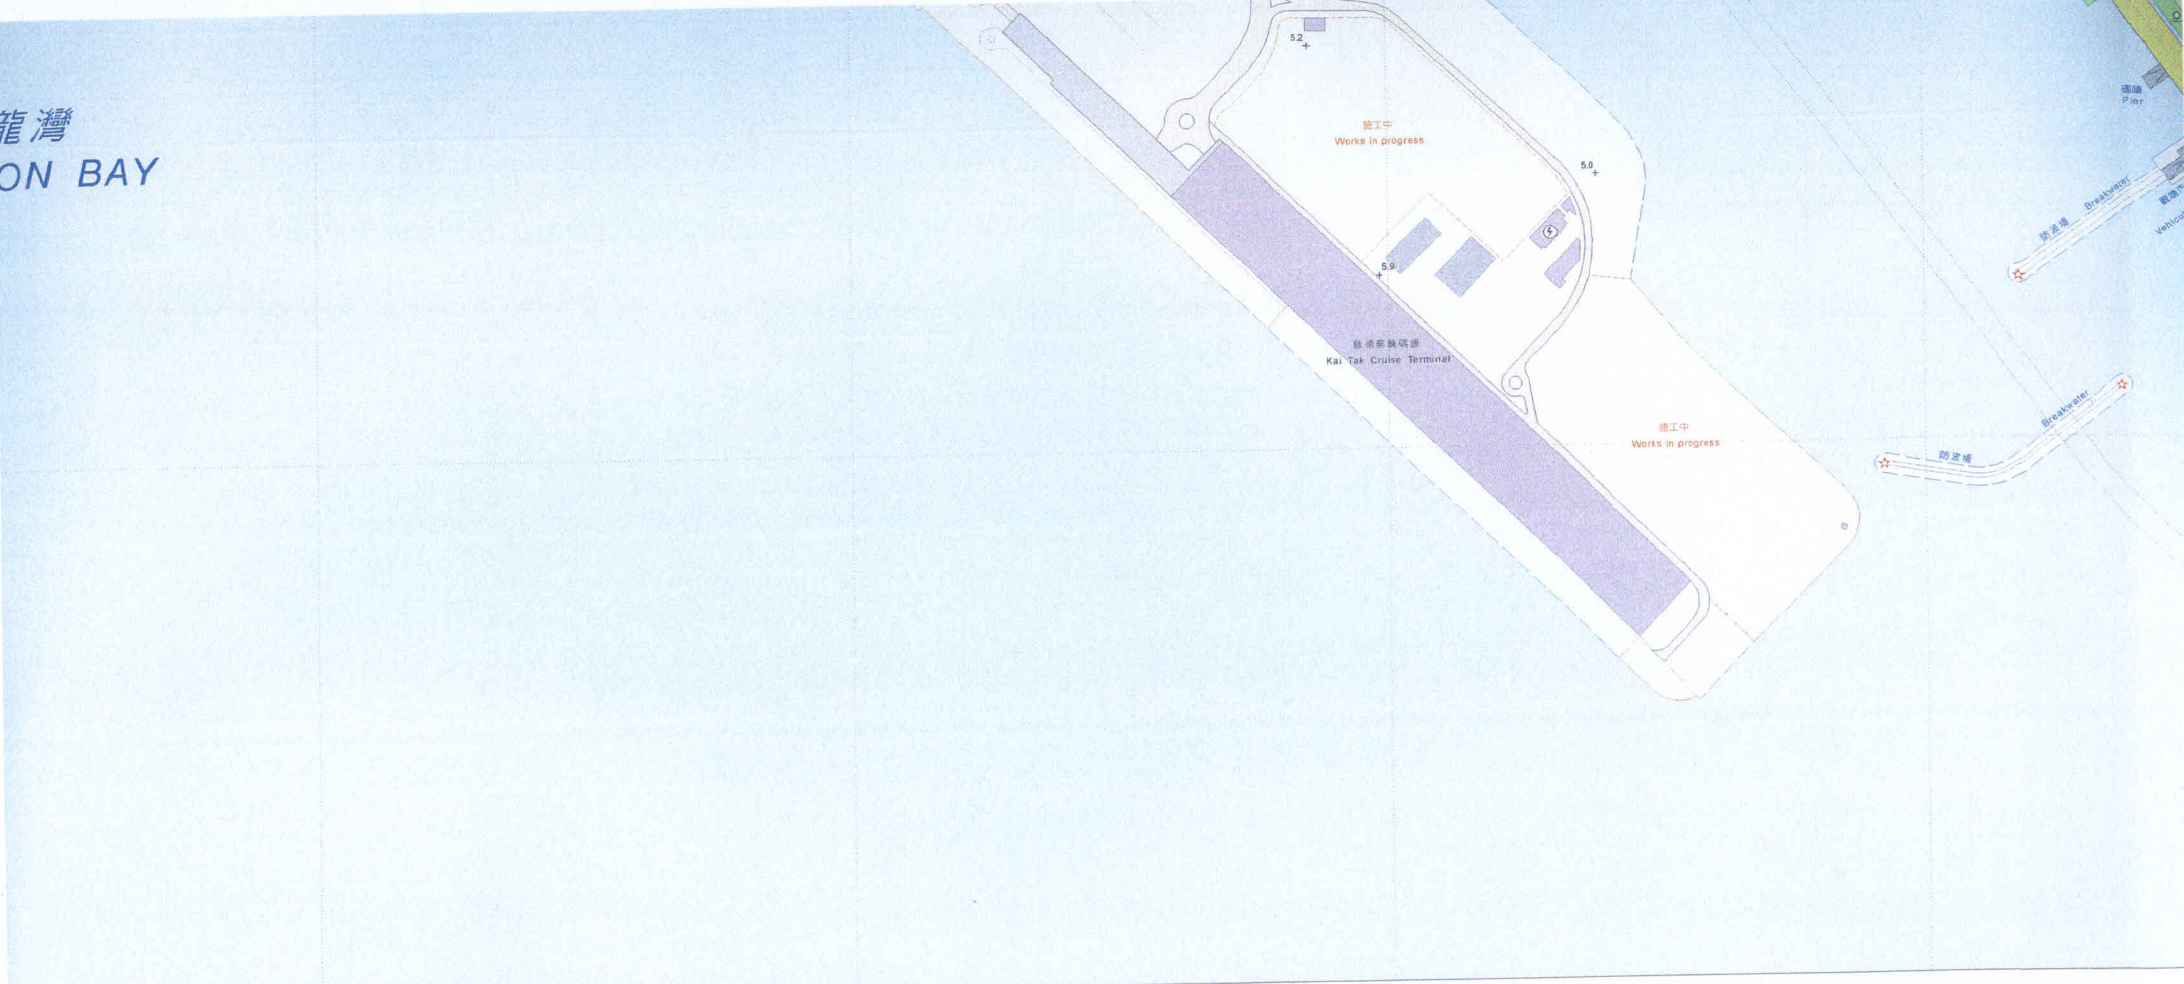 龍灣
ON BAY
5.2
施工中
Works in progress
5.0
5.9
啟德郵輪碼頭
Kai Tak Cruise Terminal
施工中
Works in progress
碼頭
Pier
防波堤 Breakwater
防波堤 Breakwater